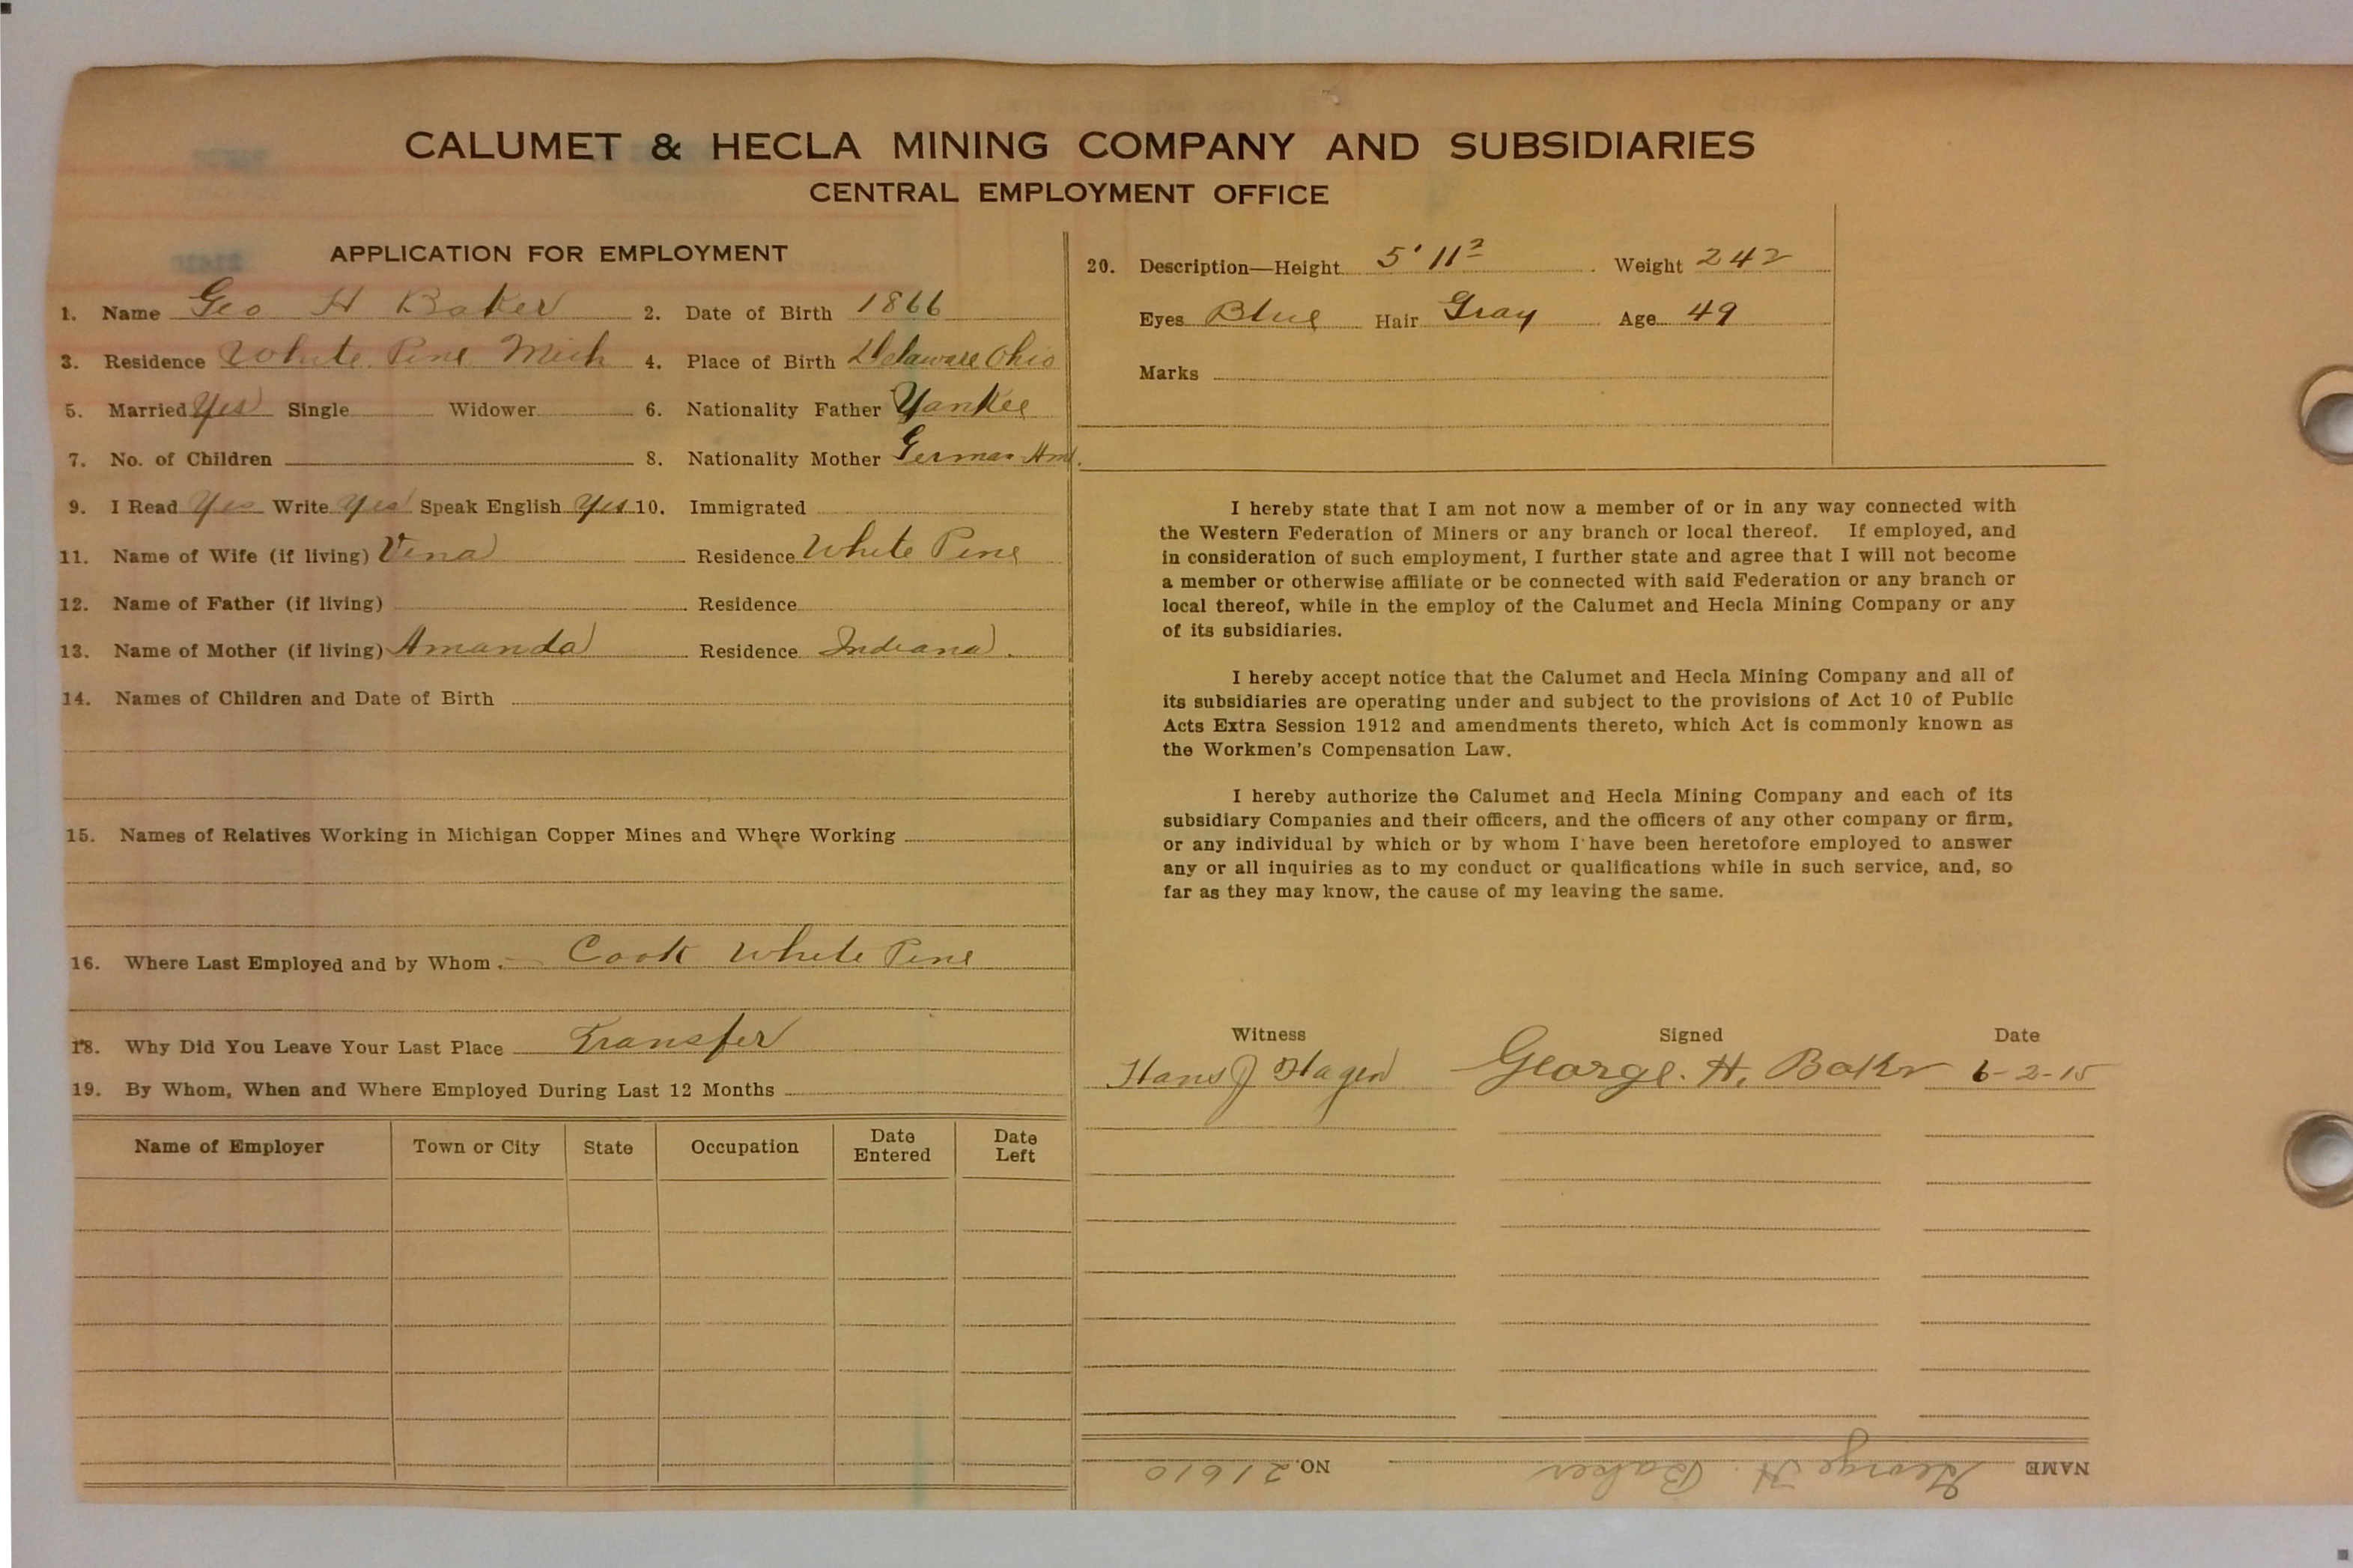 CALUMET & HECLA MINING COMPANY AND SUBSIDIARIES
CENTRAL EMPLOYMENT OFFICE
APPLICATION FOR EMPLOYMENT
1. Name Geo H Baker 2. Date of Birth 1866
3. Residence White Pine Mich 4. Place of Birth Delaware Ohio
5. Married Yes Single Widower 6. Nationality Father Yankee
7. No. of Children 8. Nationality Mother German Am.
9. I Read Yes Write Yes Speak English Yes 10. Immigrated
11. Name of Wife (if living) Vena Residence White Pine
12. Name of Father (if living) Residence
13. Name of Mother (if living) Amanda Residence Indiana.
14. Names of Children and Date of Birth
15. Names of Relatives Working in Michigan Copper Mines and Where Working
16. Where Last Employed and by Whom. Cook White Pine
18. Why Did You Leave Your Last Place Transfer
19. By Whom, When and Where Employed During Last 12 Months
Name of Employer Town or City State Occupation Date Entered Date Left
20. Description—Height 5' 11 2 Weight 242
Eyes Blue Hair Gray Age 49
Marks
I hereby state that I am not now a member of or in any way connected with
the Western Federation of Miners or any branch or local thereof. If employed, and
in consideration of such employment, I further state and agree that I will not become
a member or otherwise affiliate or be connected with said Federation or any branch or
local thereof, while in the employ of the Calumet and Hecla Mining Company or any
of its subsidiaries.
I hereby accept notice that the Calumet and Hecla Mining Company and all of
its subsidiaries are operating under and subject to the provisions of Act 10 of Public
Acts Extra Session 1912 and amendments thereto, which Act is commonly known as
the Workmen's Compensation Law.
I hereby authorize the Calumet and Hecla Mining Company and each of its
subsidiary Companies and their officers, and the officers of any other company or firm,
or any individual by which or by whom I have been heretofore employed to answer
any or all inquiries as to my conduct or qualifications while in such service, and, so
far as they may know, the cause of my leaving the same.
Witness Signed Date
Hans J Hagen George. H. Baker 6-2-15
NAME George H. Baker NO. 21610